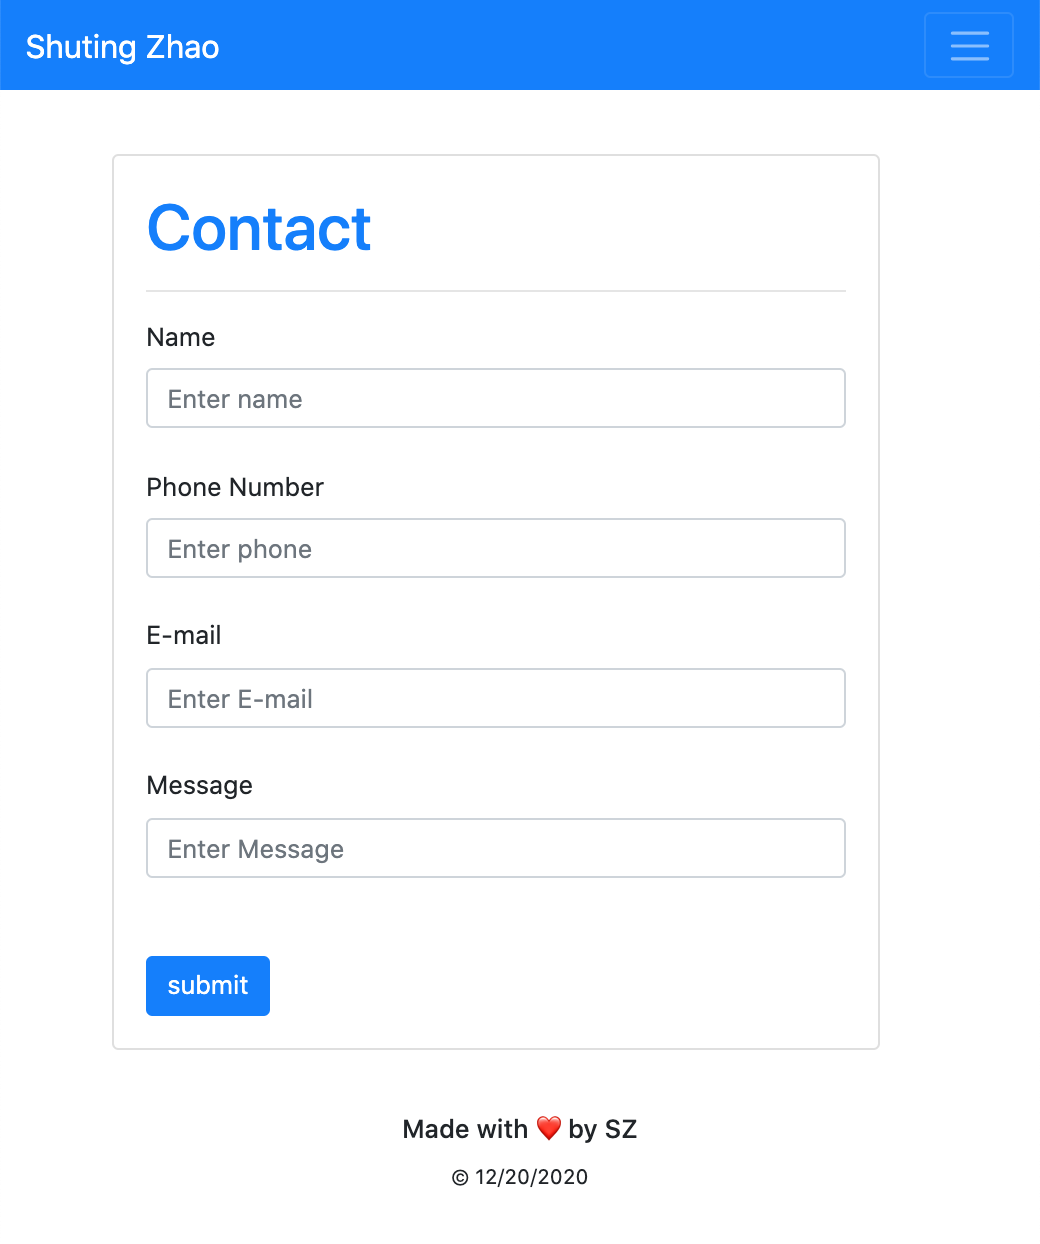 Shuting Zhao
Contact
Name
Enter name
Phone Number
Enter phone
E-mail
Enter E-mail
Message
Enter Message
submit
Made with ❤️ by SZ
© 12/20/2020